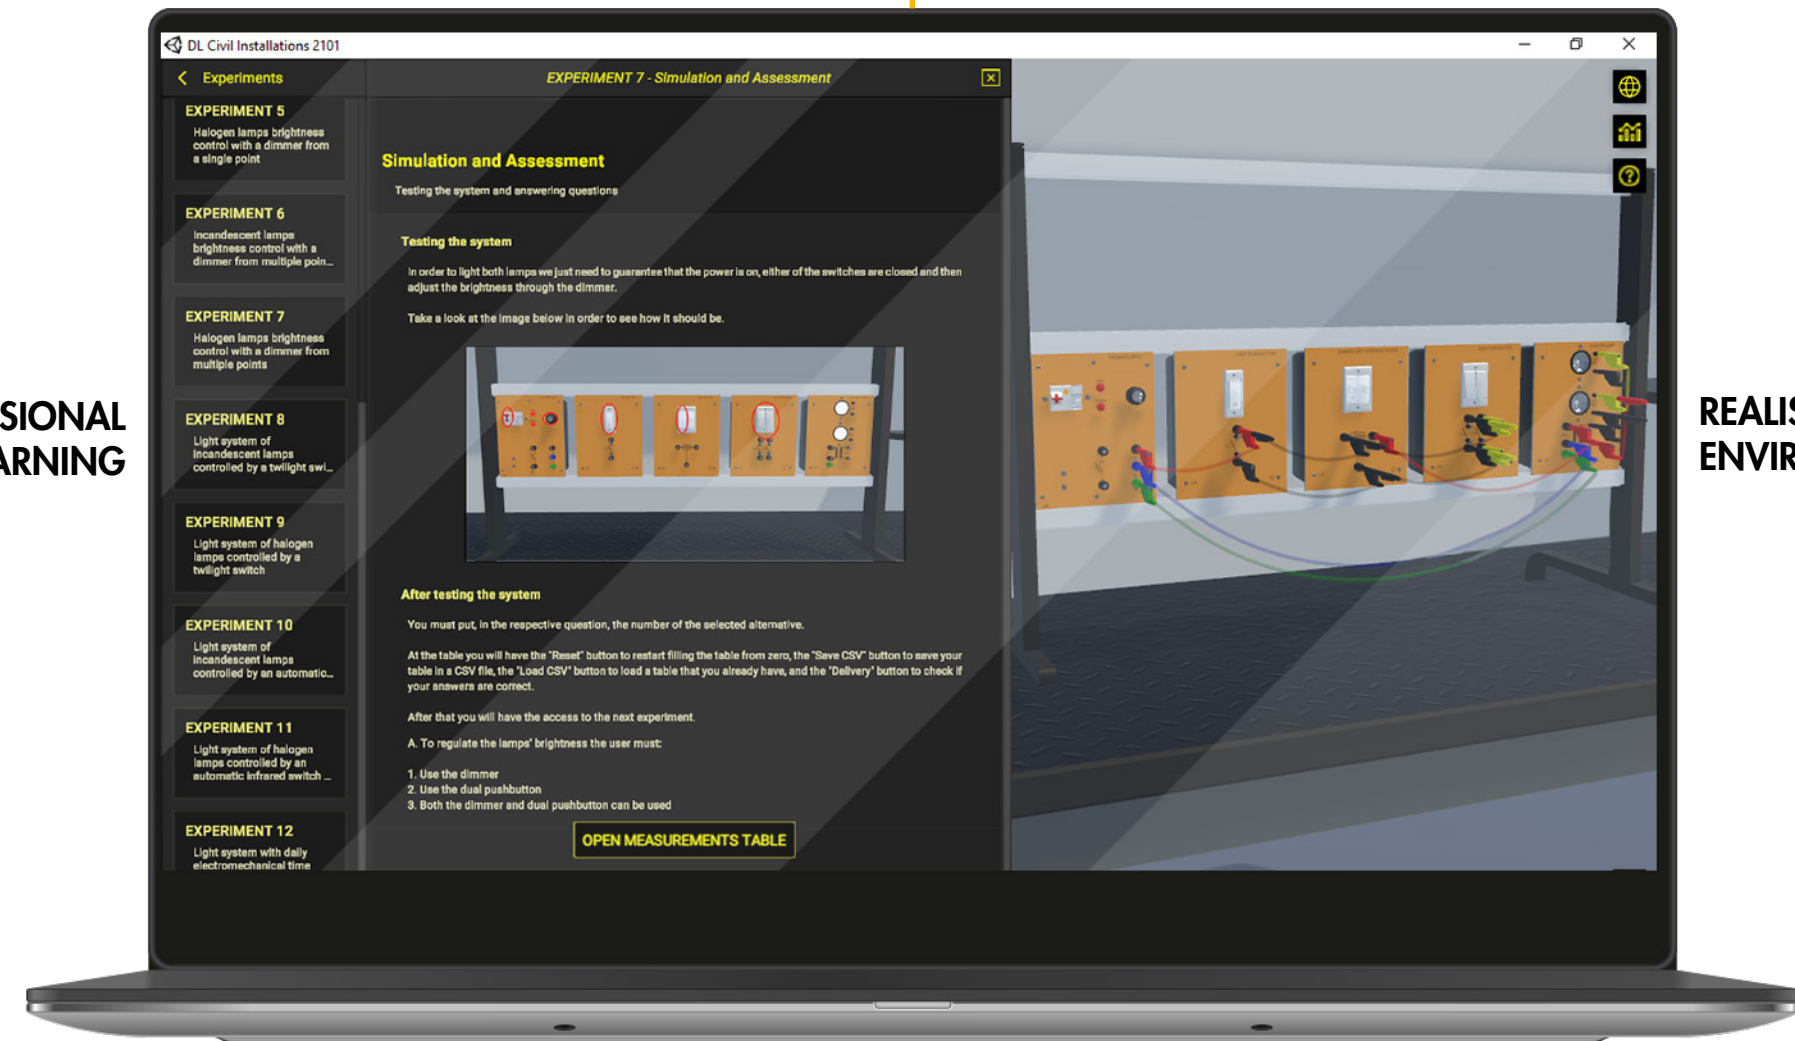 DL Civil Installations 2101
Experiments
EXPERIMENT 5
Halogen lamps brightness
control with a dimmer from
a single point
EXPERIMENT 6
Incandescent lamps
brightness control with a
dimmer from multiple poin...
EXPERIMENT 7
Halogen lamps brightness
control with a dimmer from
multiple points
EXPERIMENT 8
Light system of
incandescent lamps
controlled by a twilight swi...
EXPERIMENT 9
Light system of halogen
lamps controlled by a
twilight switch
EXPERIMENT 10
Light system of
incandescent lamps
controlled by an automatic...
EXPERIMENT 11
Light system of halogen
lamps controlled by an
automatic infrared switch ...
EXPERIMENT 12
Light system with daily
electromechanical time
EXPERIMENT 7 - Simulation and Assessment
Simulation and Assessment
Testing the system and answering questions
Testing the system
In order to light both lamps we just need to guarantee that the power is on, either of the switches are closed and then
adjust the brightness through the dimmer.
Take a look at the image below in order to see how it should be.
After testing the system
You must put, in the respective question, the number of the selected alternative.
At the table you will have the "Reset" button to restart filling the table from zero, the "Save CSV" button to save your
table in a CSV file, the "Load CSV" button to load a table that you already have, and the "Delivery" button to check if
your answers are correct.
After that you will have the access to the next experiment.
A. To regulate the lamps' brightness the user must:
1. Use the dimmer
2. Use the dual pushbutton
3. Both the dimmer and dual pushbutton can be used
OPEN MEASUREMENTS TABLE
SIONAL
ARNING
REALIS
ENVIR